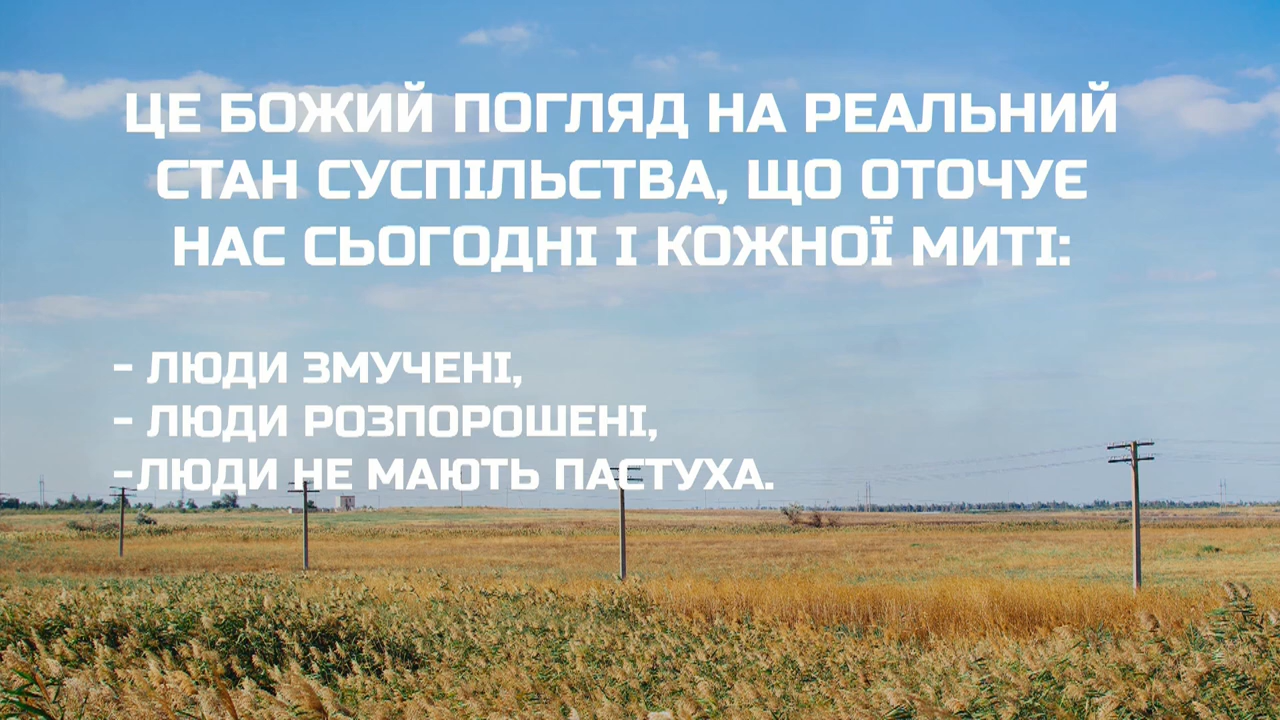 ЦЕ БОЖИЙ ПОГЛЯД НА РЕАЛЬНИЙ
СТАН СУСПІЛЬСТВА, ЩО ОТОЧУЄ
НАС СЬОГОДНІ І КОЖНОЇ МИТІ:
- ЛЮДИ ЗМУЧЕНІ,
- ЛЮДИ РОЗПОРОШЕНІ,
-ЛЮДИ НЕ МАЮТЬ ПАСТУХА.